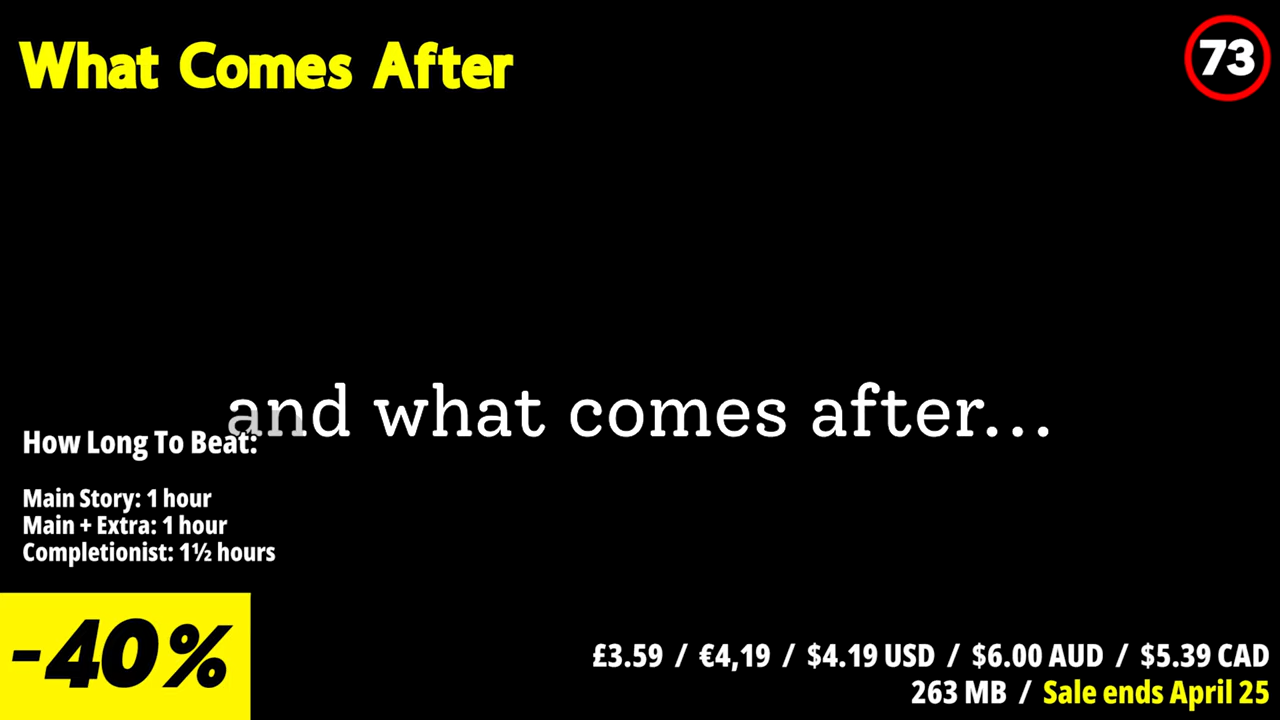 What Comes After
73
and what comes after...
How Long To Beat:
Main Story: 1 hour
Main + Extra: 1 hour
Completionist: 1½ hours
-40%
£3.59 / €4,19 / $4.19 USD / $6.00 AUD / $5.39 CAD
263 MB / Sale ends April 25